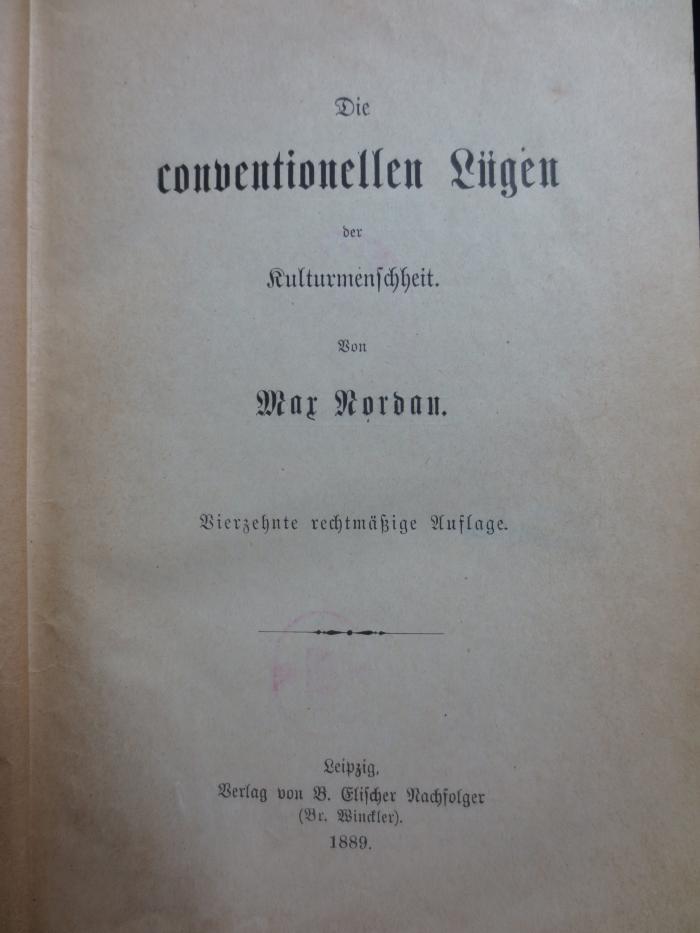 Die
conventionellen Lügen
der
Kulturmenschheit.
Von
Max Nordau.
Vierzehnte rechtmäßige Auflage.
Leipzig,
Verlag von B. Elischer Nachfolger
(Br. Winckler).
1889.